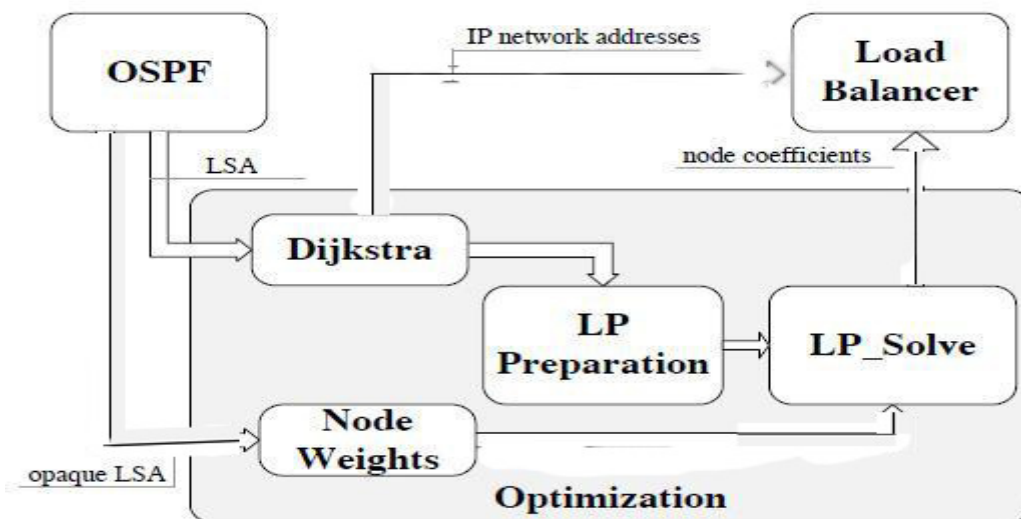 IP network addresses
OSPF
Load
Balancer
LSA
node coefficients
Dijkstra
LP
Preparation
LP_Solve
Node
Weights
opaque LSA
Optimization